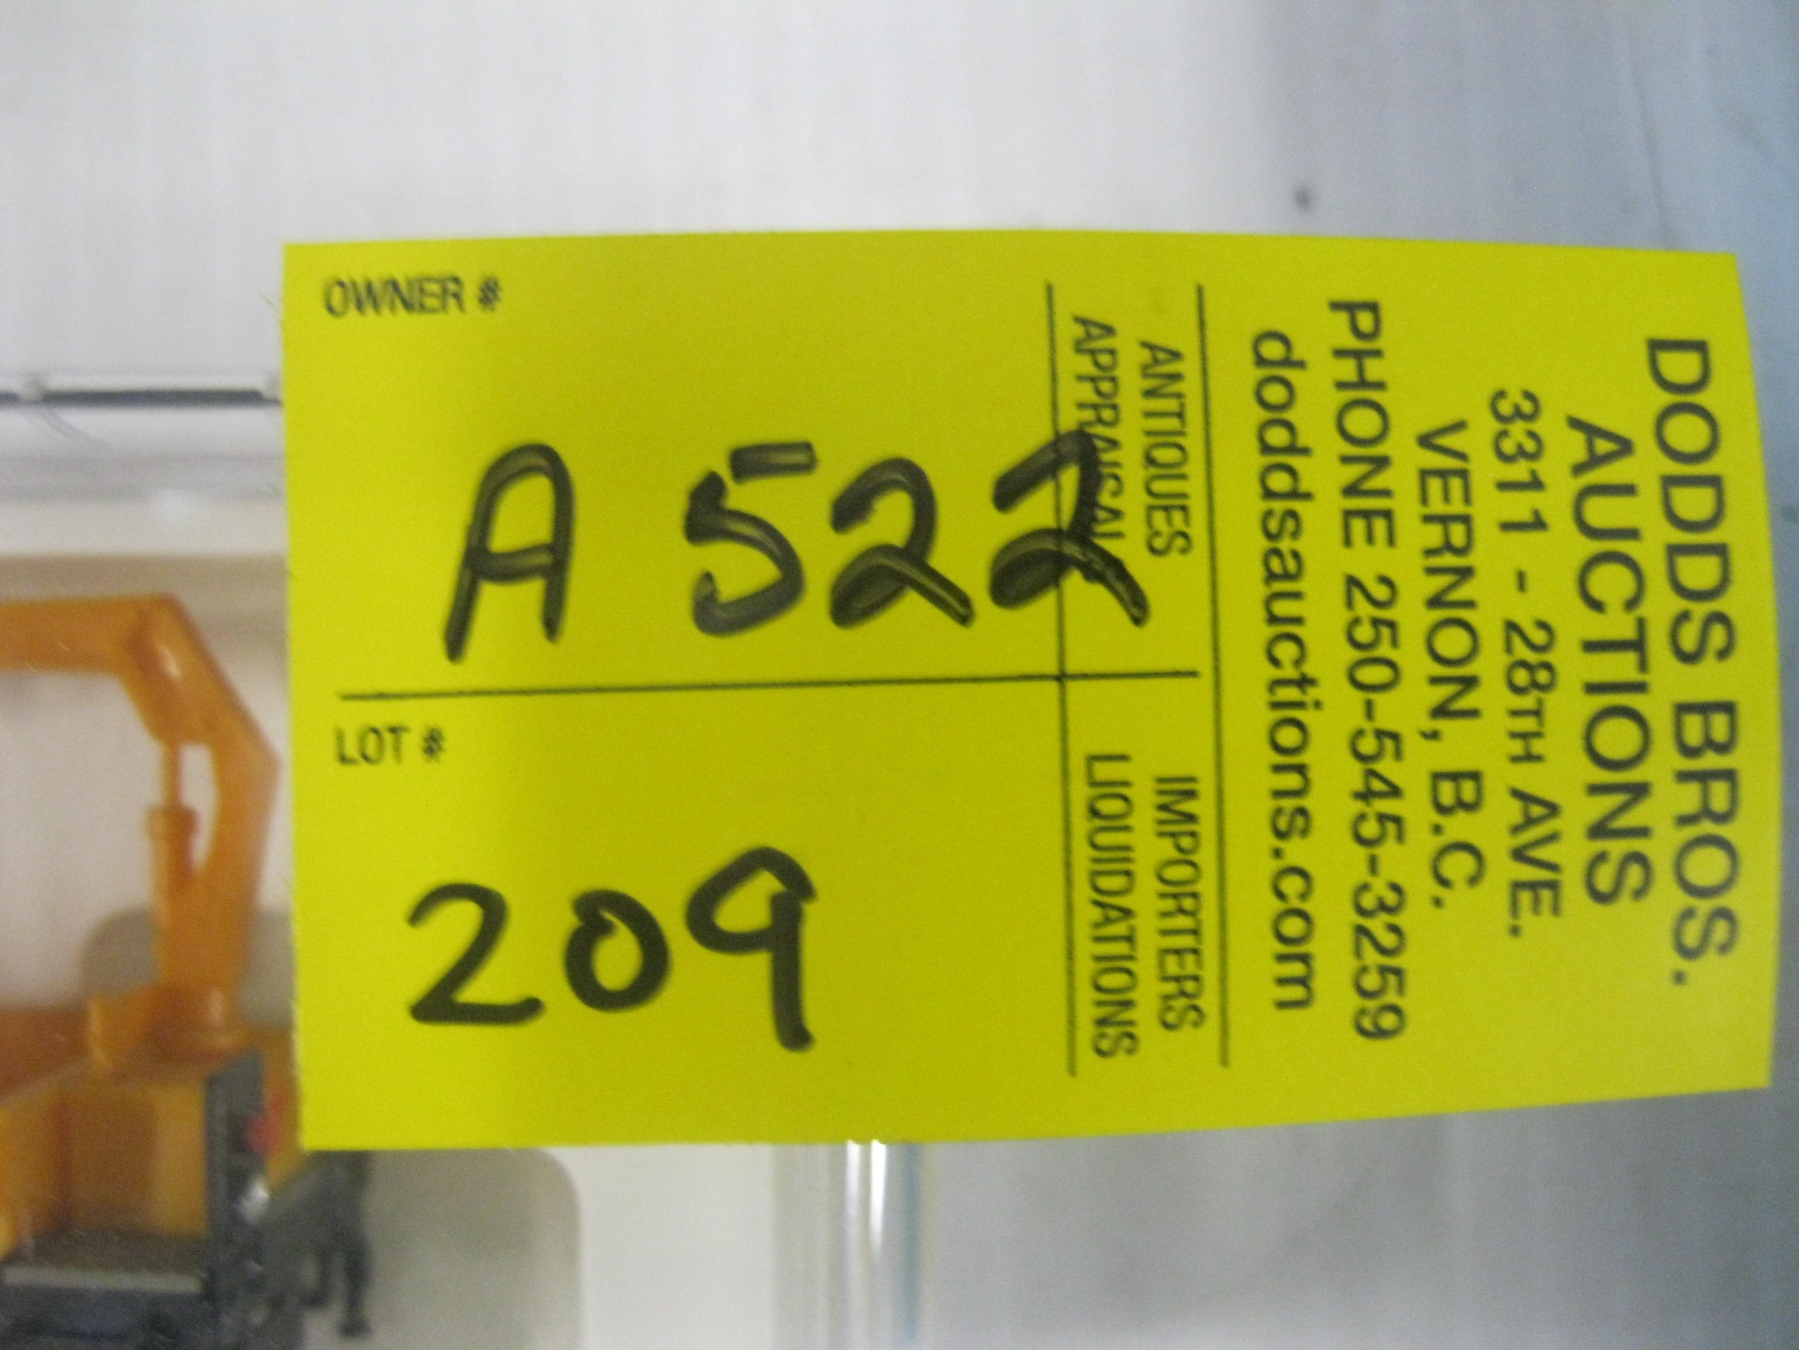 DODDS BROS.
AUCTIONS
3311 - 28TH AVE.
VERNON, B.C.
PHONE 250-545-3259
doddsauctions.com
ANTIQUES
APPRAISAL
IMPORTERS
LIQUIDATIONS
OWNER #
A 522
LOT #
209